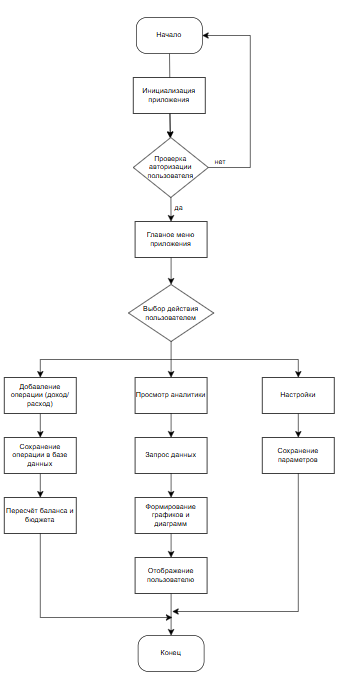 Начало
Инициализация
приложения
Проверка
авторизации
пользователя
нет
да
Главное меню
приложения
Выбор действия
пользователем
Добавление
операции (доход/
расход)
Просмотр аналитики
Настройки
Сохранение
операции в базе
данных
Запрос данных
Сохранение
параметров
Пересчёт баланса и
бюджета
Формирование
графиков и
диаграмм
Отображение
пользователю
Конец